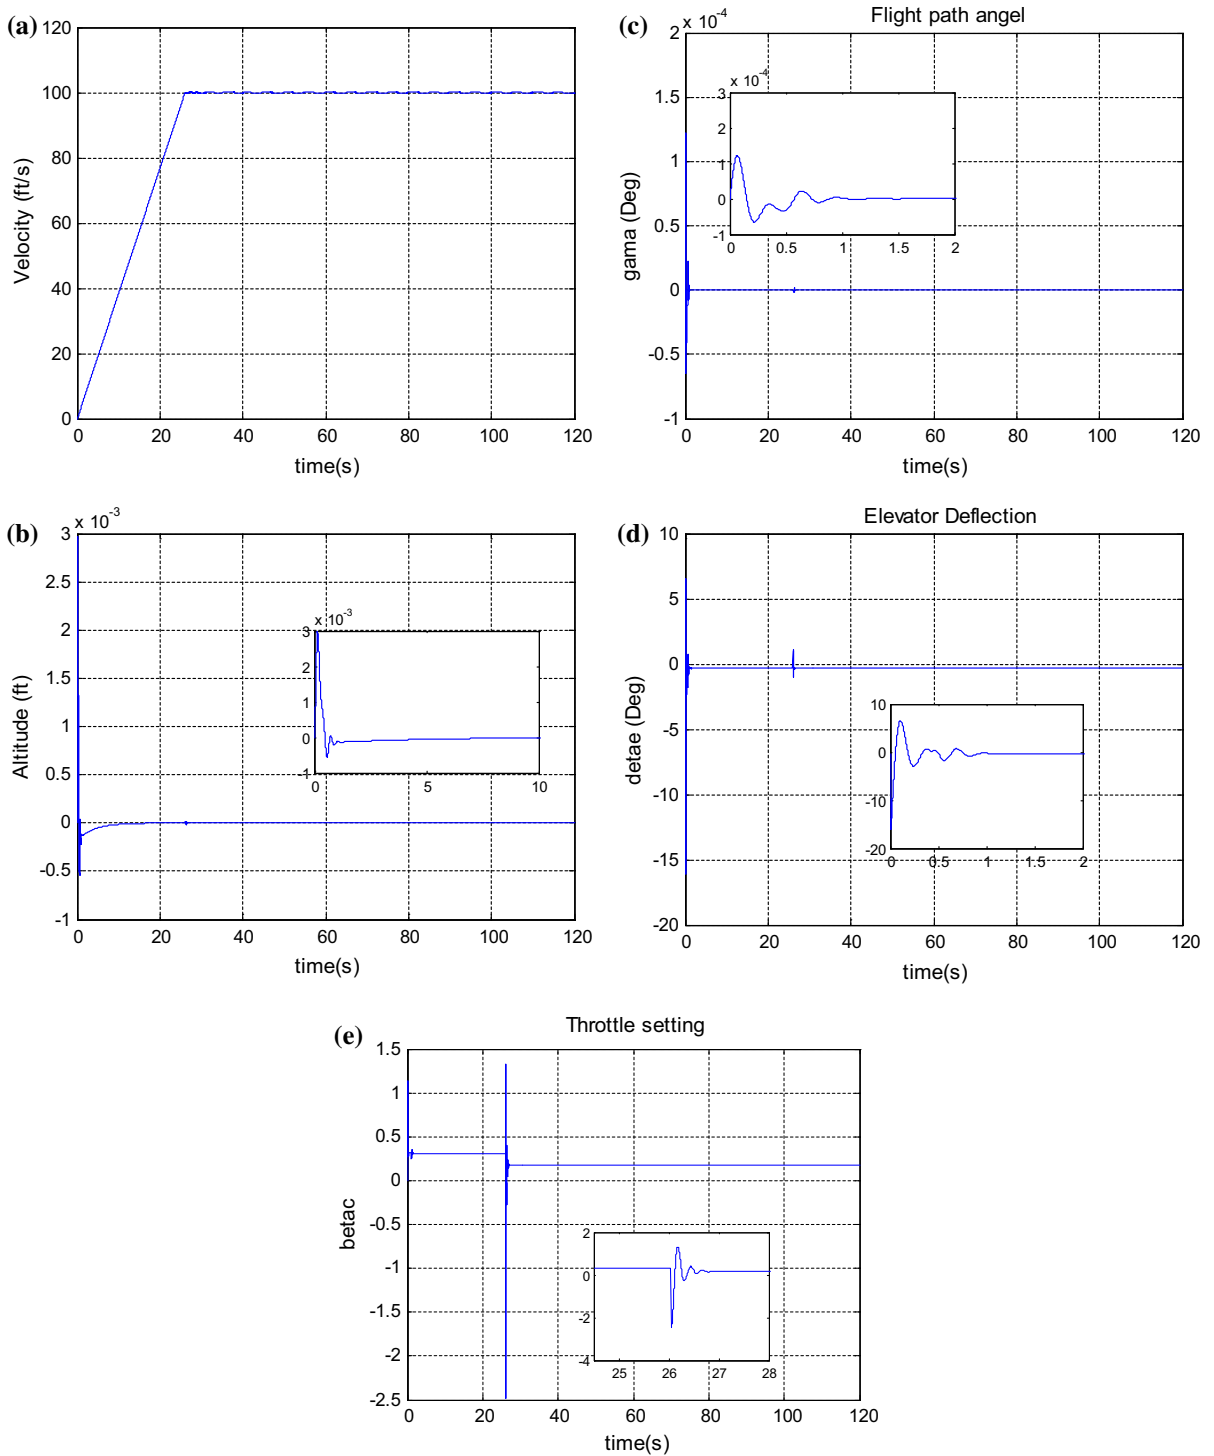 (a)
120
100
80
60
40
20
0
Velocity (ft/s)
0 20 40 60 80 100 120
time(s)
(c)
x 10-4
Flight path angel
2
1.5
1
0.5
0
-0.5
-1
gama (Deg)
x 10-4
3
2
1
0
-1
0 0.5 1 1.5 2
0 20 40 60 80 100 120
time(s)
(b)
x 10-3
3
2.5
2
1.5
1
0.5
0
-0.5
-1
Altitude (ft)
x 10-3
3
2
1
0
-1
0 5 10
0 20 40 60 80 100 120
time(s)
(d)
Elevator Deflection
10
5
0
-5
-10
-15
-20
detae (Deg)
10
0
-10
-20
0 0.5 1 1.5 2
0 20 40 60 80 100 120
time(s)
(e)
Throttle setting
1.5
1
0.5
0
-0.5
-1
-1.5
-2
-2.5
betac
2
0
-2
-4
25 26 27 28
0 20 40 60 80 100 120
time(s)